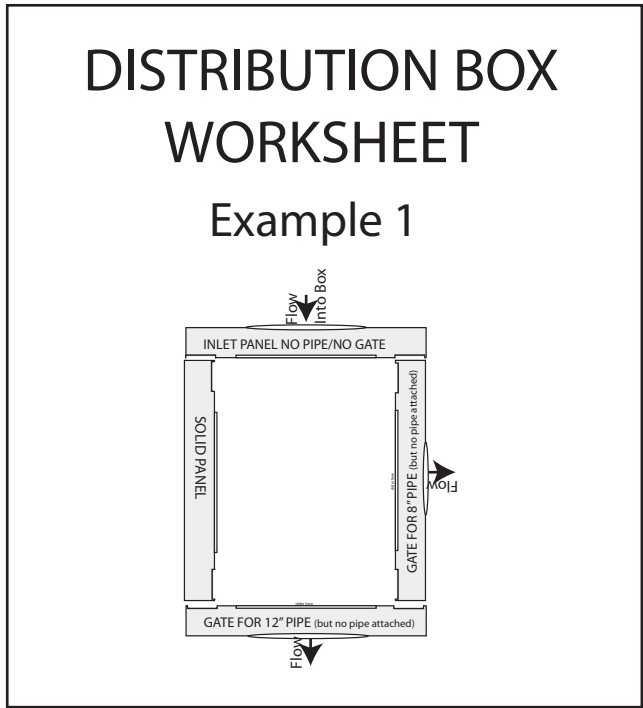 DISTRIBUTION BOX
WORKSHEET
Example 1
Flow
Into Box
INLET PANEL NO PIPE/NO GATE
SOLID PANEL
GATE FOR 8" PIPE (but no pipe attached)
Flow
GATE FOR 12" PIPE (but no pipe attached)
Flow